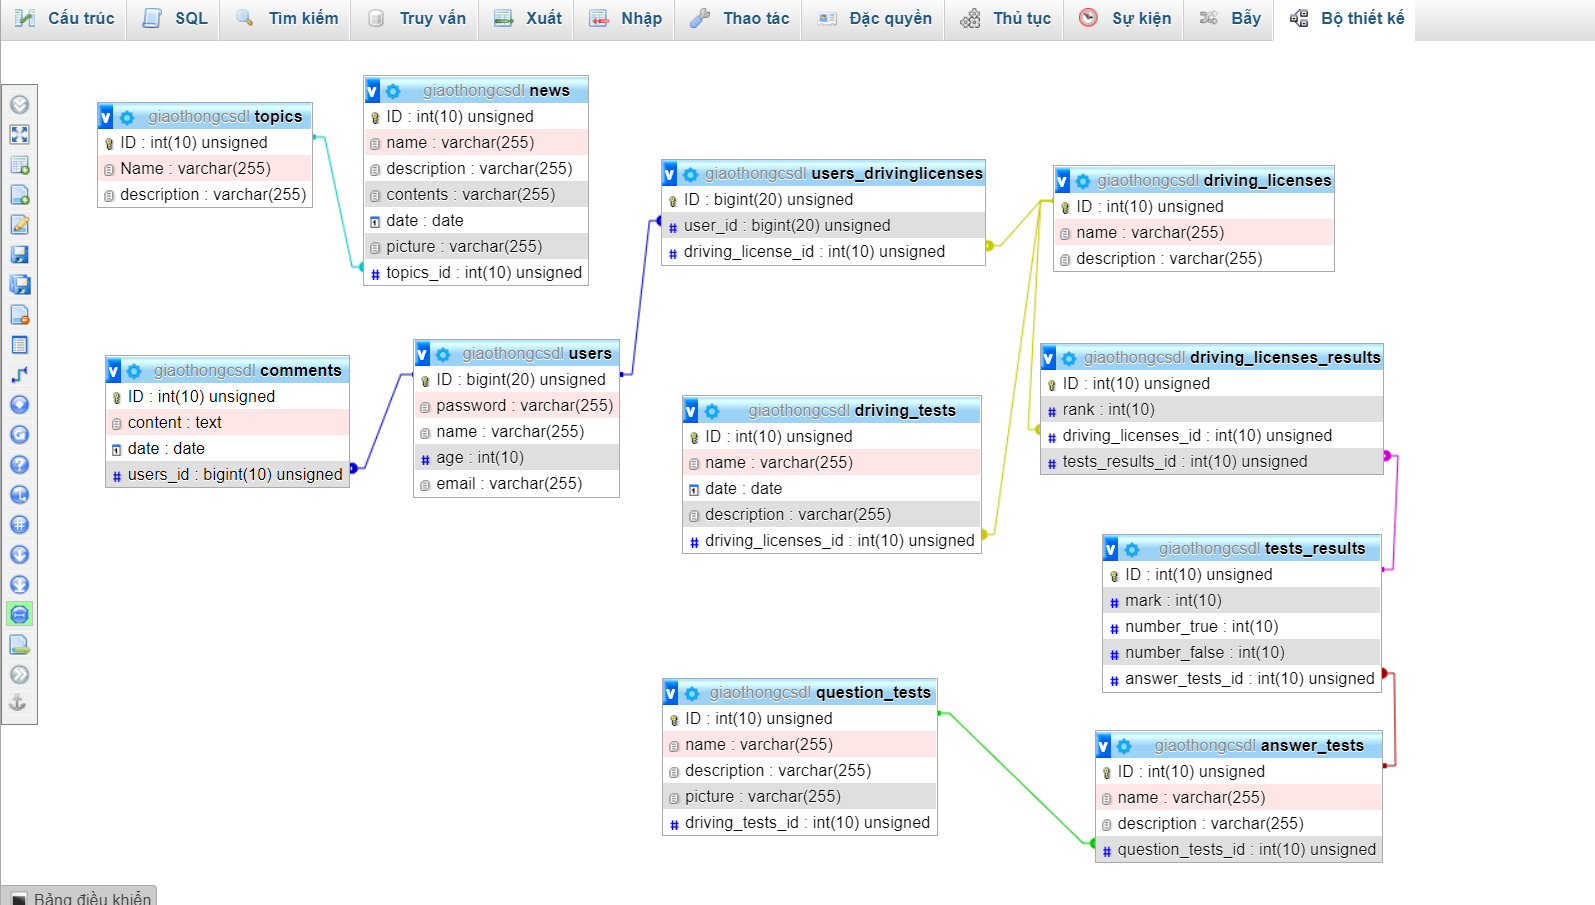 Cấu trúc SQL Tìm kiếm Truy vấn Xuất Nhập Thao tác Đặc quyền Thủ tục Sự kiện Bẫy Bộ thiết kế
giaothongcsdl topics
ID : int(10) unsigned
Name : varchar(255)
description : varchar(255)
giaothongcsdl news
ID : int(10) unsigned
name : varchar(255)
description : varchar(255)
contents : varchar(255)
date : date
picture : varchar(255)
topics_id : int(10) unsigned
giaothongcsdl users_drivinglicenses
ID : bigint(20) unsigned
user_id : bigint(20) unsigned
driving_license_id : int(10) unsigned
giaothongcsdl driving_licenses
ID : int(10) unsigned
name : varchar(255)
description : varchar(255)
giaothongcsdl comments
ID : int(10) unsigned
content : text
date : date
users_id : bigint(10) unsigned
giaothongcsdl users
ID : bigint(20) unsigned
password : varchar(255)
name : varchar(255)
age : int(10)
email : varchar(255)
giaothongcsdl driving_tests
ID : int(10) unsigned
name : varchar(255)
date : date
description : varchar(255)
driving_licenses_id : int(10) unsigned
giaothongcsdl driving_licenses_results
ID : int(10) unsigned
rank : int(10)
driving_licenses_id : int(10) unsigned
tests_results_id : int(10) unsigned
giaothongcsdl tests_results
ID : int(10) unsigned
mark : int(10)
number_true : int(10)
number_false : int(10)
answer_tests_id : int(10) unsigned
giaothongcsdl question_tests
ID : int(10) unsigned
name : varchar(255)
description : varchar(255)
picture : varchar(255)
driving_tests_id : int(10) unsigned
giaothongcsdl answer_tests
ID : int(10) unsigned
name : varchar(255)
description : varchar(255)
question_tests_id : int(10) unsigned
Bảng điều khiển